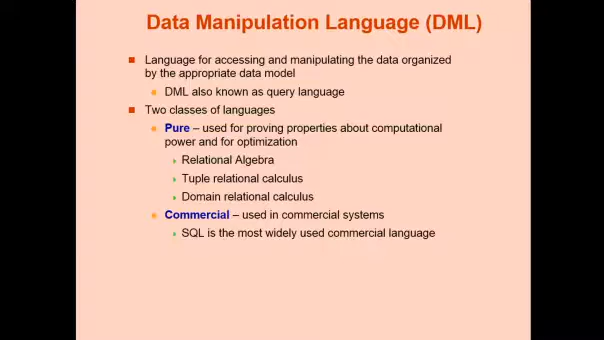 Data Manipulation Language (DML)
Language for accessing and manipulating the data organized
by the appropriate data model
DML also known as query language
Two classes of languages
Pure – used for proving properties about computational
power and for optimization
Relational Algebra
Tuple relational calculus
Domain relational calculus
Commercial – used in commercial systems
SQL is the most widely used commercial language